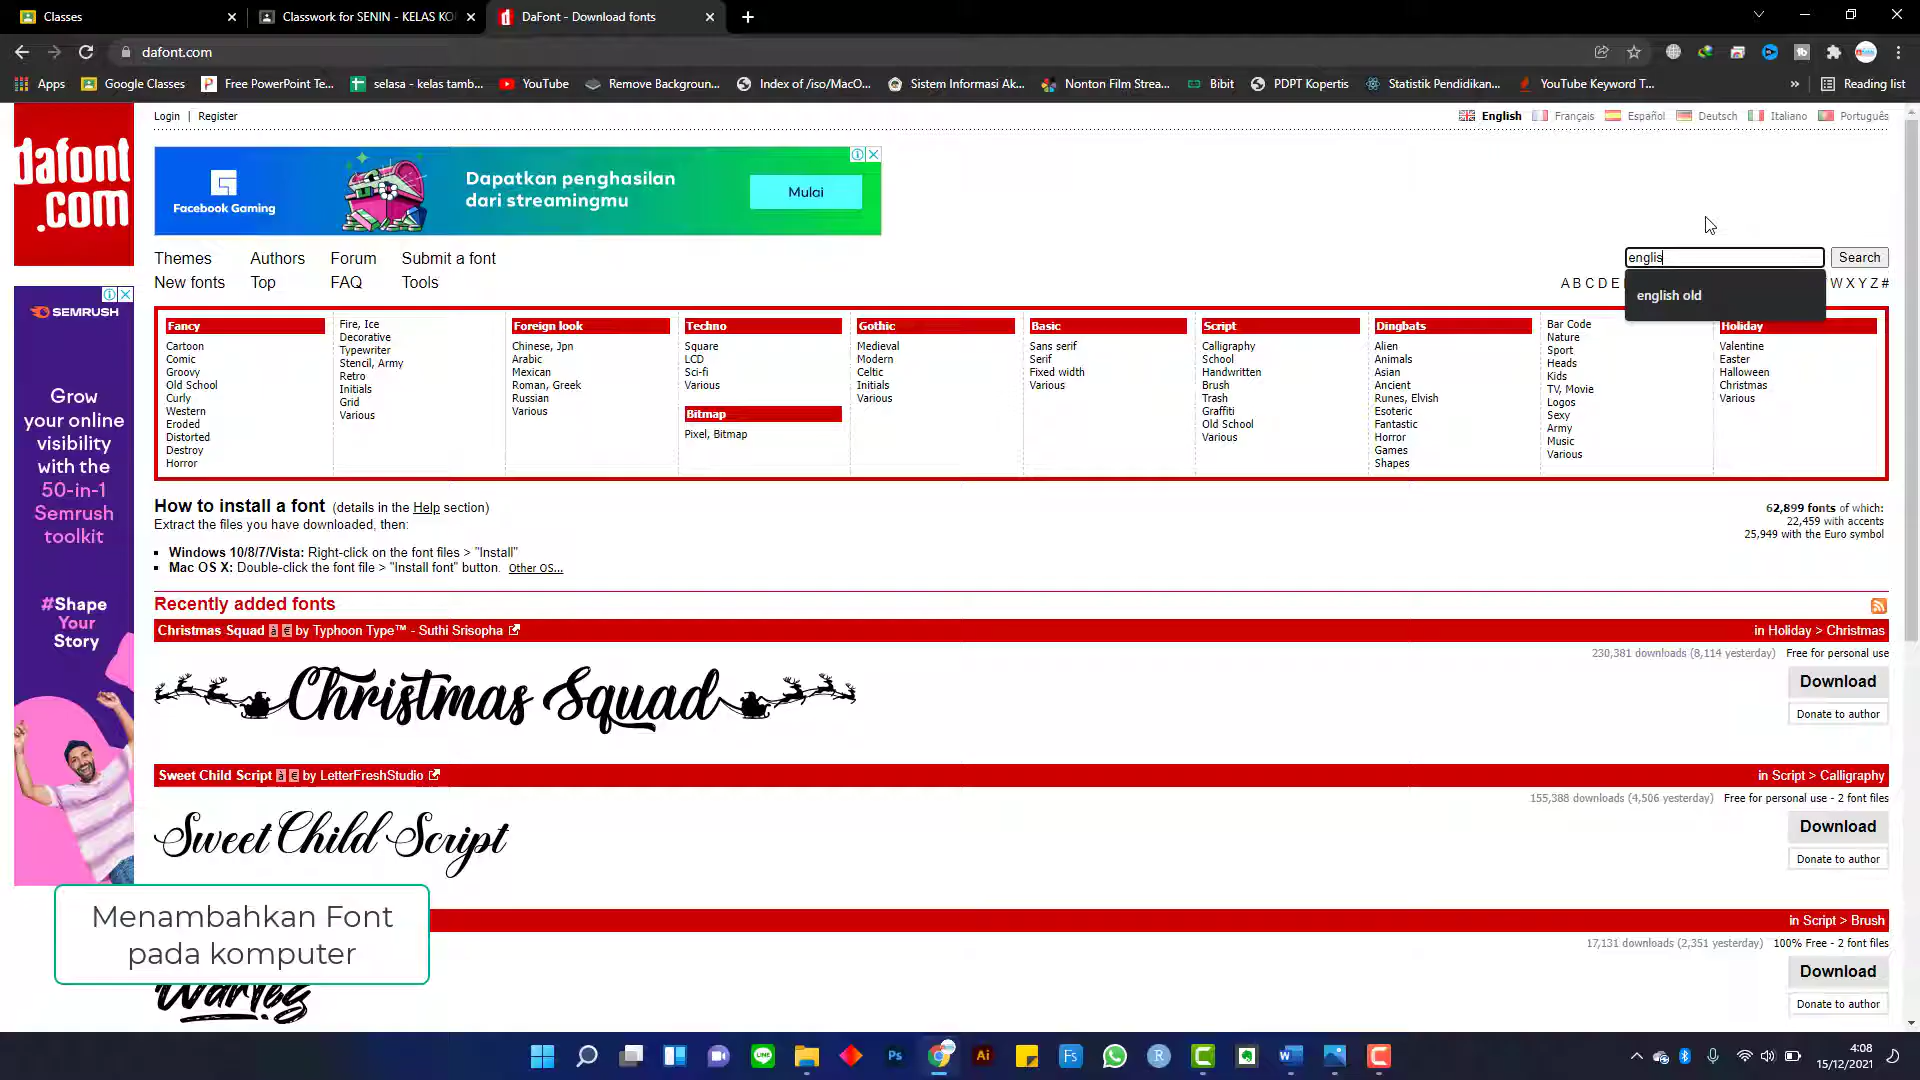 Classes
Classwork for SENIN - KELAS KO
DaFont - Download fonts
dafont.com
Apps
Google Classes
Free PowerPoint Te...
selasa - kelas tamb...
YouTube
Remove Backgroun...
Index of /iso/MacO...
Sistem Informasi Ak...
Nonton Film Strea...
Bibit
PDPT Kopertis
Statistik Pendidikan...
YouTube Keyword T...
»
Reading list
dafont
.com
Login | Register
English
Français
Español
Deutsch
Italiano
Português
Facebook Gaming
Dapatkan penghasilan
dari streamingmu
Mulai
Themes
Authors
Forum
Submit a font
New fonts
Top
FAQ
Tools
englis
Search
A B C D E
W X Y Z #
english old
SEMRUSH
Grow
your online
visibility
with the
50-in-1
Semrush
toolkit
#Shape
Your
Story
Fancy
Cartoon
Comic
Groovy
Old School
Curly
Western
Eroded
Distorted
Destroy
Horror
Fire, Ice
Decorative
Typewriter
Stencil, Army
Retro
Initials
Grid
Various
Foreign look
Chinese, Jpn
Arabic
Mexican
Roman, Greek
Russian
Various
Techno
Square
LCD
Sci-fi
Various
Bitmap
Pixel, Bitmap
Gothic
Medieval
Modern
Celtic
Initials
Various
Basic
Sans serif
Serif
Fixed width
Various
Script
Calligraphy
School
Handwritten
Brush
Trash
Graffiti
Old School
Various
Dingbats
Alien
Animals
Asian
Ancient
Runes, Elvish
Esoteric
Fantastic
Horror
Games
Shapes
Bar Code
Nature
Sport
Heads
Kids
TV, Movie
Logos
Sexy
Army
Music
Various
Holiday
Valentine
Easter
Halloween
Christmas
Various
How to install a font (details in the Help section)
Extract the files you have downloaded, then:
Windows 10/8/7/Vista: Right-click on the font files > "Install"
Mac OS X: Double-click the font file > "Install font" button. Other OS...
62,899 fonts of which:
22,459 with accents
25,949 with the Euro symbol
Recently added fonts
Christmas Squad à € by Typhoon Type™ - Suthi Srisopha
in Holiday > Christmas
230,381 downloads (8,114 yesterday) Free for personal use
Christmas Squad
Download
Donate to author
Sweet Child Script à € by LetterFreshStudio
in Script > Calligraphy
155,388 downloads (4,506 yesterday) Free for personal use - 2 font files
Sweet Child Script
Download
Donate to author
in Script > Brush
17,131 downloads (2,351 yesterday) 100% Free - 2 font files
Warteg
Download
Donate to author
Menambahkan Font
pada komputer
LINE
Ps
Ai
Fs
R
C
W
C
4:08
15/12/2021